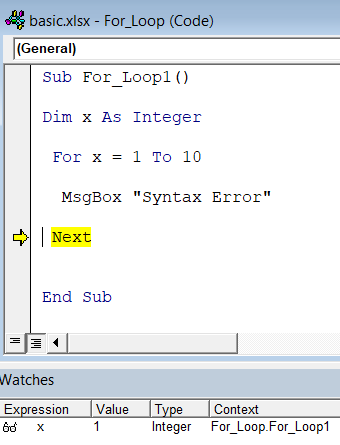 basic.xlsx - For_Loop (Code)
(General)
Sub For_Loop1()
Dim x As Integer
For x = 1 To 10
MsgBox "Syntax Error"
Next
End Sub
Watches
Expression Value Type Context
x 1 Integer For_Loop.For_Loop1